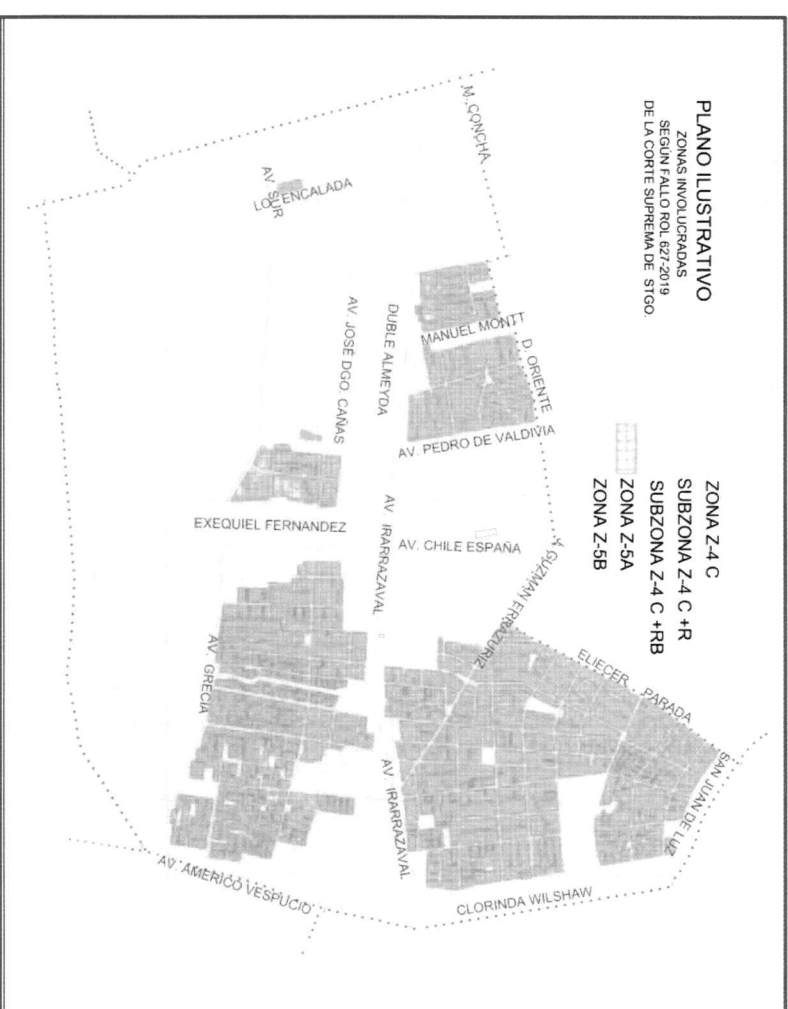 PLANO ILUSTRATIVO
ZONAS INVOLUCRADAS
SEGÚN FALLO ROL 627-2019
DE LA CORTE SUPREMA DE STGO.
ZONA Z-4 C
SUBZONA Z-4 C +R
SUBZONA Z-4 C +RB
ZONA Z-5A
ZONA Z-5B
M. CONCHA
AV. SUR
LO ENCALADA
MANUEL MONTT
D. ORIENTE
DUBLE ALMEYDA
AV. JOSÉ DGO. CAÑAS
AV. PEDRO DE VALDIVIA
EXEQUIEL FERNANDEZ
AV. IRARRAZAVAL
AV. CHILE ESPAÑA
J. GUZMAN ERRAZURIZ
ELIECER PARADA
SAN JUAN DE LUZ
AV. GRECIA
AV. IRARRAZAVAL
AV. AMERICO VESPUCIO
CLORINDA WILSHAW